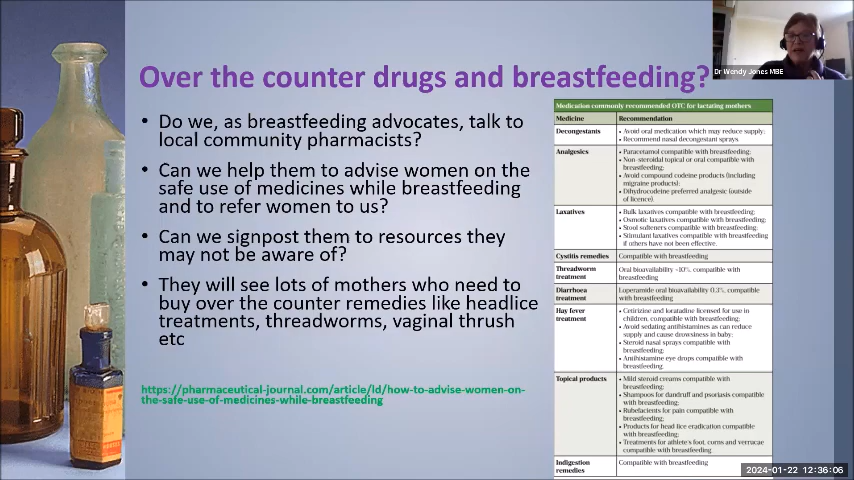 Over the counter drugs and breastfeeding?
Dr Wendy Jones MBE
• Do we, as breastfeeding advocates, talk to
local community pharmacists?
• Can we help them to advise women on the
safe use of medicines while breastfeeding
and to refer women to us?
• Can we signpost them to resources they
may not be aware of?
• They will see lots of mothers who need to
buy over the counter remedies like headlice
treatments, threadworms, vaginal thrush
etc
https://pharmaceutical-journal.com/article/ld/how-to-advise-women-on-
the-safe-use-of-medicines-while-breastfeeding
Medication commonly recommended OTC for lactating mothers
Medicine Recommendation
Decongestants • Avoid oral medication which may reduce supply;
• Recommend nasal decongestant sprays.
Analgesics • Paracetamol compatible with breastfeeding;
• Non-steroidal topical or oral compatible with
breastfeeding;
• Avoid compound codeine products (including
migraine products);
• Dihydrocodeine preferred analgesic (outside
of licence).
Laxatives • Bulk laxatives compatible with breastfeeding;
• Osmotic laxatives compatible with breastfeeding;
• Stool softeners compatible with breastfeeding;
• Stimulant laxatives compatible with breastfeeding
if others have not been effective.
Cystitis remedies Compatible with breastfeeding
Threadworm Oral bioavailability ~10%, compatible with
treatment breastfeeding
Diarrhoea Loperamide oral bioavailability 0.3%, compatible
treatment with breastfeeding
Hay fever • Cetirizine and loratadine licensed for use in
treatment children, compatible with breastfeeding;
• Avoid sedating antihistamines as can reduce
supply and cause drowsiness in baby;
• Steroid nasal sprays compatible with
breastfeeding;
• Antihistamine eye drops compatible with
breastfeeding.
Topical products • Mild steroid creams compatible with
breastfeeding;
• Shampoos for dandruff and psoriasis compatible
with breastfeeding;
• Rubefacients for pain compatible with
breastfeeding;
• Products for head lice eradication compatible
with breastfeeding;
• Treatments for athlete's foot, corns and verrucae
compatible with breastfeeding.
Indigestion Compatible with breastfeeding
remedies
2024-01-22 12:36:06